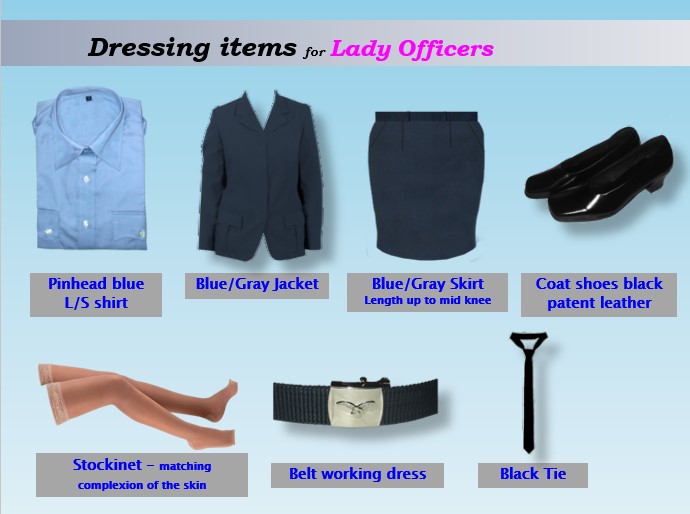 Dressing items for Lady Officers
Pinhead blue
L/S shirt
Blue/Gray Jacket
Blue/Gray Skirt
Length up to mid knee
Coat shoes black
patent leather
Stockinet – matching
complexion of the skin
Belt working dress
Black Tie